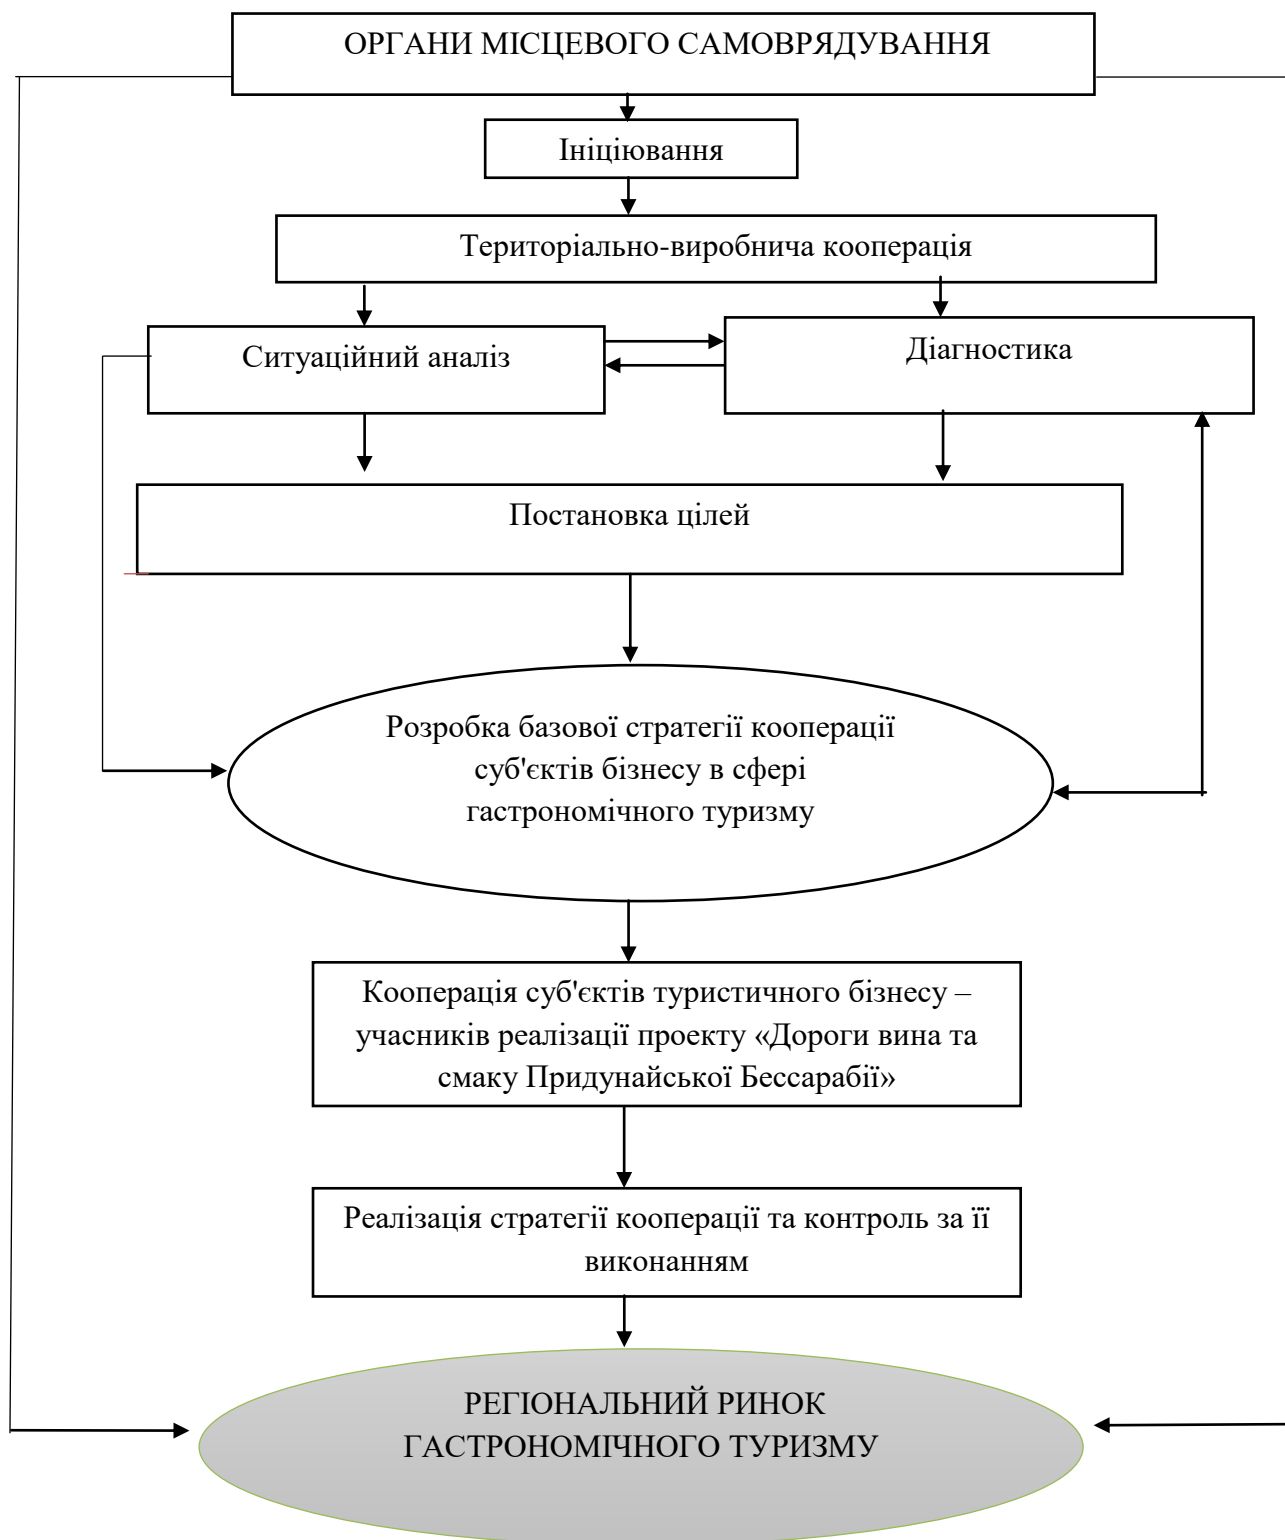 ОРГАНИ МІСЦЕВОГО САМОВРЯДУВАННЯ
Ініціювання
Територіально-виробнича кооперація
Ситуаційний аналіз
Діагностика
Постановка цілей
Розробка базової стратегії кооперації
суб'єктів бізнесу в сфері
гастрономічного туризму
Кооперація суб'єктів туристичного бізнесу –
учасників реалізації проекту «Дороги вина та
смаку Придунайської Бессарабії»
Реалізація стратегії кооперації та контроль за її
виконанням
РЕГІОНАЛЬНИЙ РИНОК
ГАСТРОНОМІЧНОГО ТУРИЗМУ